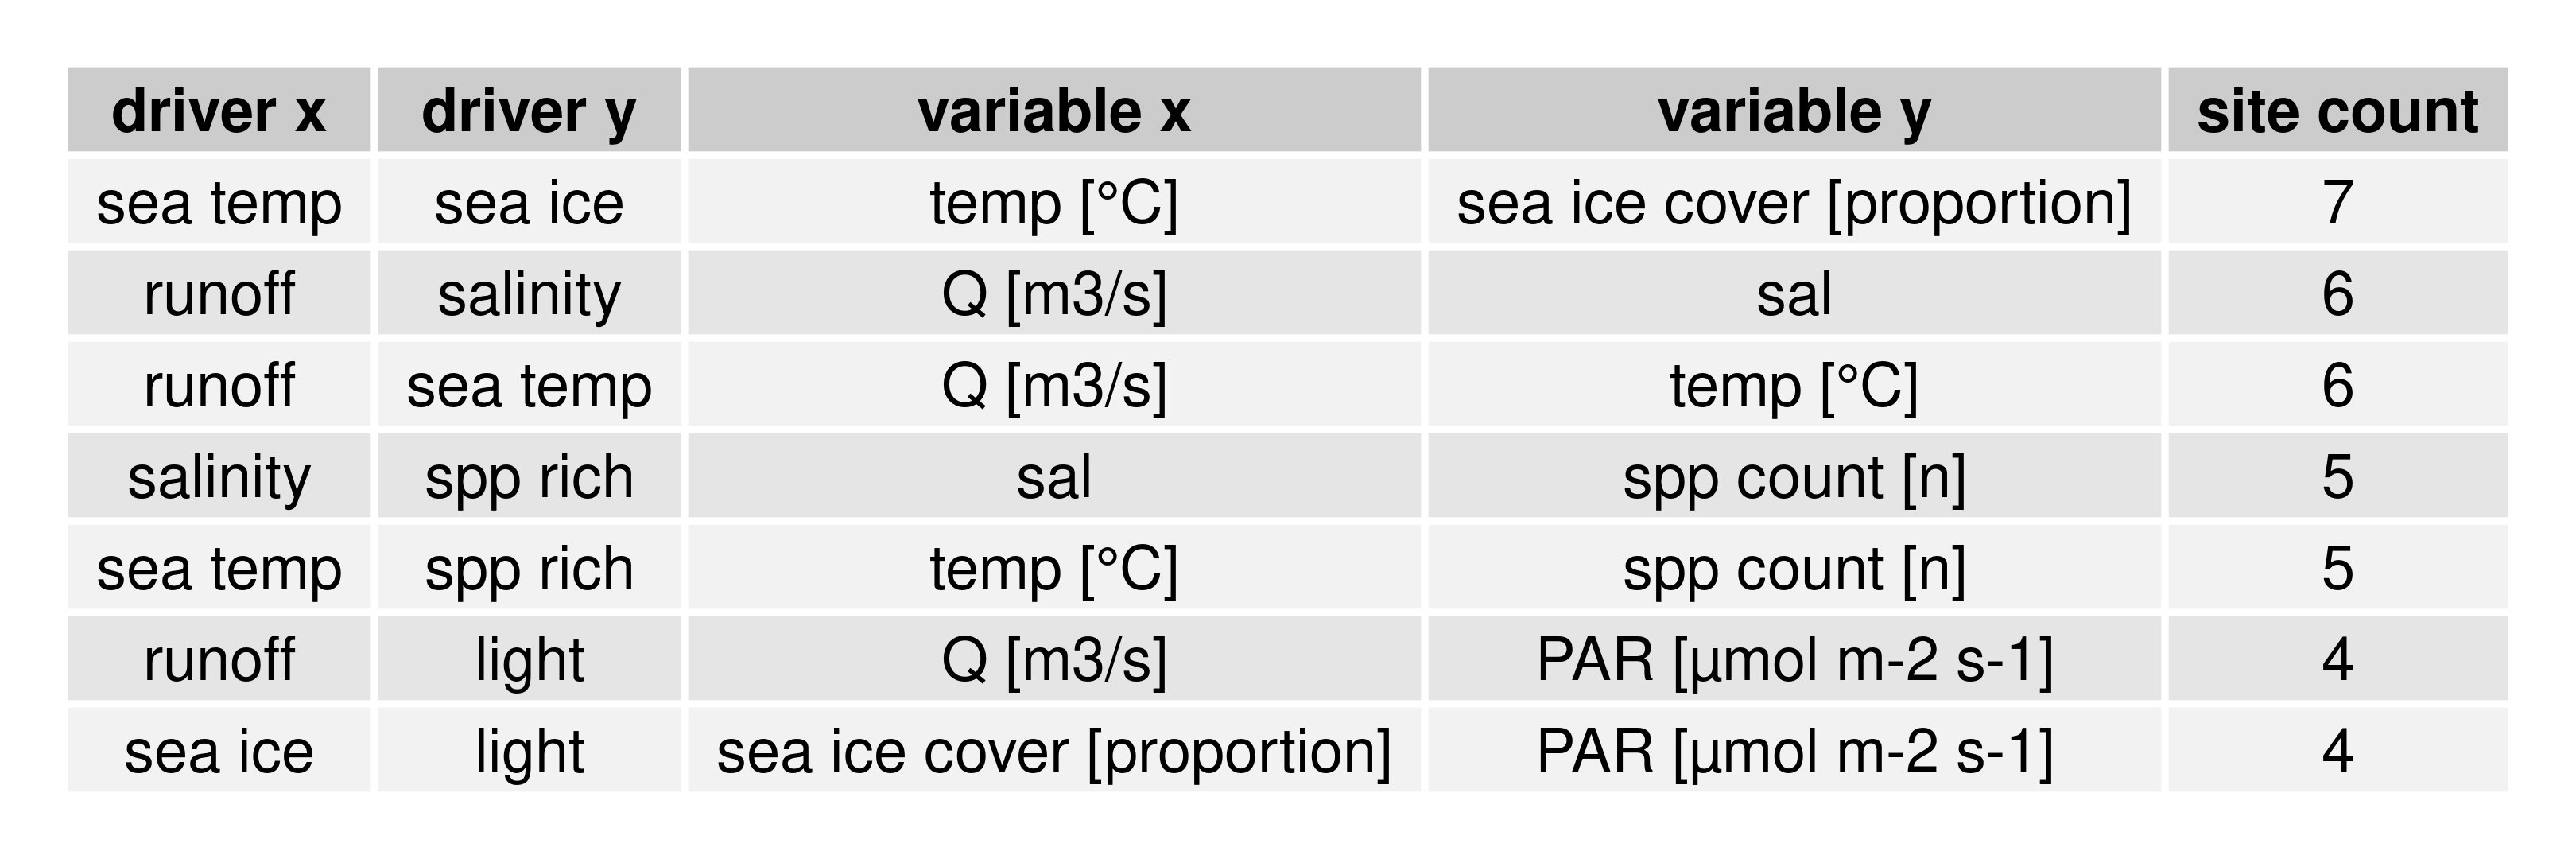 driver x driver y variable x variable y site count
sea temp sea ice temp [°C] sea ice cover [proportion] 7
runoff salinity Q [m3/s] sal 6
runoff sea temp Q [m3/s] temp [°C] 6
salinity spp rich sal spp count [n] 5
sea temp spp rich temp [°C] spp count [n] 5
runoff light Q [m3/s] PAR [µmol m-2 s-1] 4
sea ice light sea ice cover [proportion] PAR [µmol m-2 s-1] 4